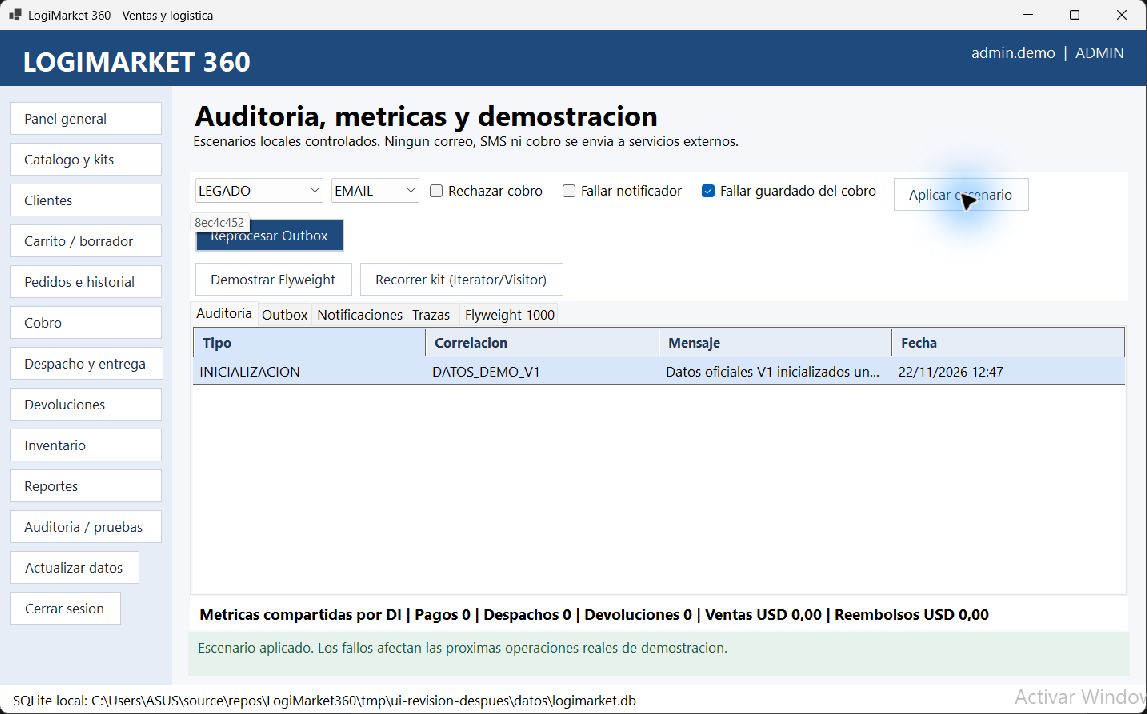 LogiMarket 360 - Ventas y logistica
LOGIMARKET 360
admin.demo | ADMIN
Panel general
Catalogo y kits
Clientes
Carrito / borrador
Pedidos e historial
Cobro
Despacho y entrega
Devoluciones
Inventario
Reportes
Auditoria / pruebas
Actualizar datos
Cerrar sesion
Auditoria, metricas y demostracion
Escenarios locales controlados. Ningun correo, SMS ni cobro se envia a servicios externos.
LEGADO EMAIL Rechazar cobro Fallar notificador Fallar guardado del cobro Aplicar escenario
8ec4c452
Reprocesar Outbox
Demostrar Flyweight Recorrer kit (Iterator/Visitor)
Auditoria Outbox Notificaciones Trazas Flyweight 1000
Tipo Correlacion Mensaje Fecha
INICIALIZACION DATOS_DEMO_V1 Datos oficiales V1 inicializados un... 22/11/2026 12:47
Metricas compartidas por DI | Pagos 0 | Despachos 0 | Devoluciones 0 | Ventas USD 0,00 | Reembolsos USD 0,00
Escenario aplicado. Los fallos afectan las proximas operaciones reales de demostracion.
SQLite local: C:\Users\ASUS\source\repos\LogiMarket360\tmp\ui-revision-despues\datos\logimarket.db
Activar Window